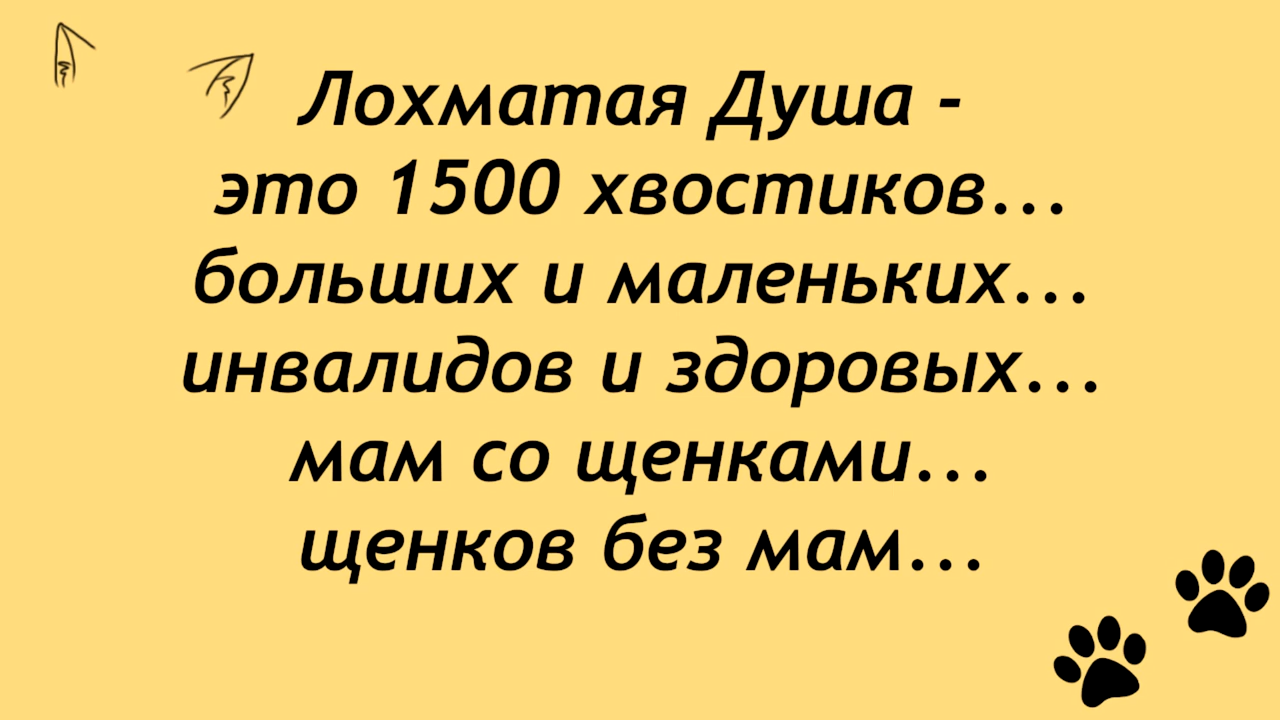 Лохматая Душа -
это 1500 хвостиков...
больших и маленьких...
инвалидов и здоровых...
мам со щенками...
щенков без мам...